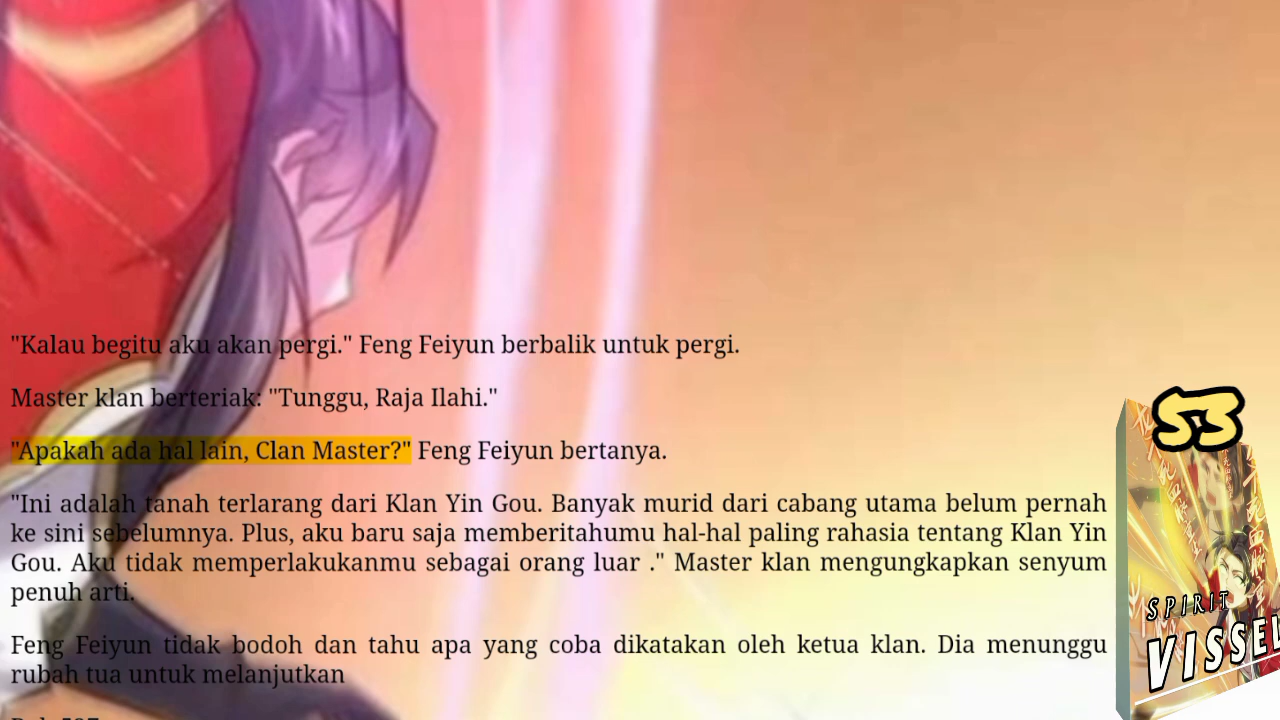 "Kalau begitu aku akan pergi." Feng Feiyun berbalik untuk pergi.
Master klan berteriak: "Tunggu, Raja Ilahi."
"Apakah ada hal lain, Clan Master?" Feng Feiyun bertanya.
"Ini adalah tanah terlarang dari Klan Yin Gou. Banyak murid dari cabang utama belum pernah
ke sini sebelumnya. Plus, aku baru saja memberitahumu hal-hal paling rahasia tentang Klan Yin
Gou. Aku tidak memperlakukanmu sebagai orang luar ." Master klan mengungkapkan senyum
penuh arti.
Feng Feiyun tidak bodoh dan tahu apa yang coba dikatakan oleh ketua klan. Dia menunggu
rubah tua untuk melanjutkan
53
SPIRIT
VISSEL